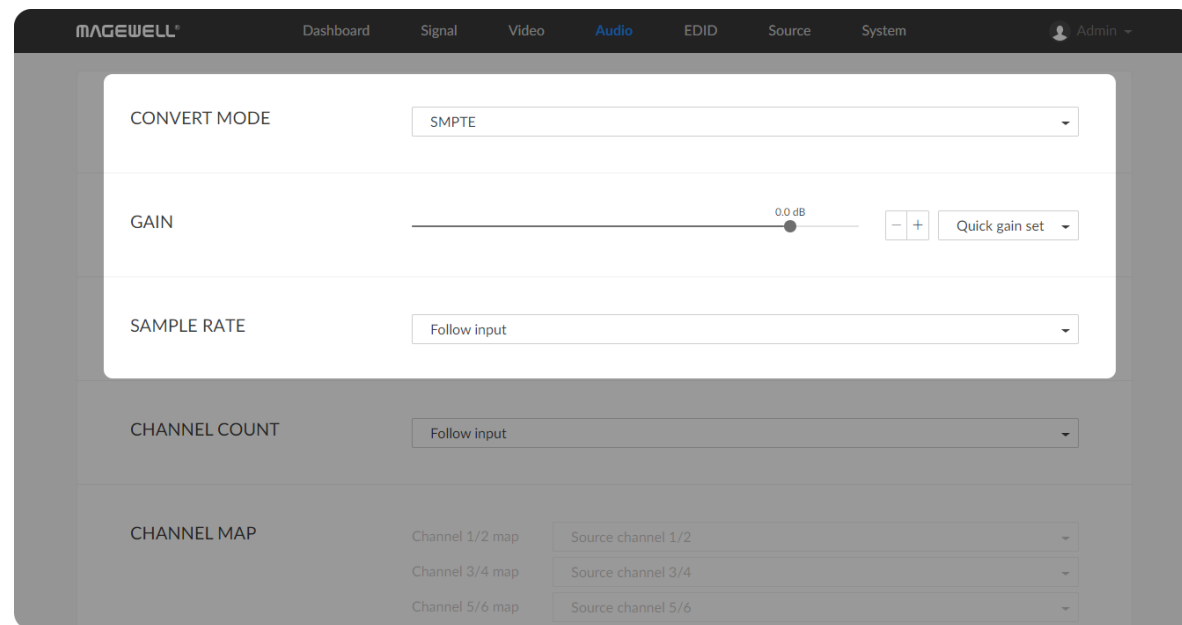 MAGEWELL® Dashboard Signal Video Audio EDID Source System Admin
CONVERT MODE SMPTE
0.0 dB
GAIN − + Quick gain set
SAMPLE RATE Follow input
CHANNEL COUNT Follow input
CHANNEL MAP Channel 1/2 map Source channel 1/2
Channel 3/4 map Source channel 3/4
Channel 5/6 map Source channel 5/6